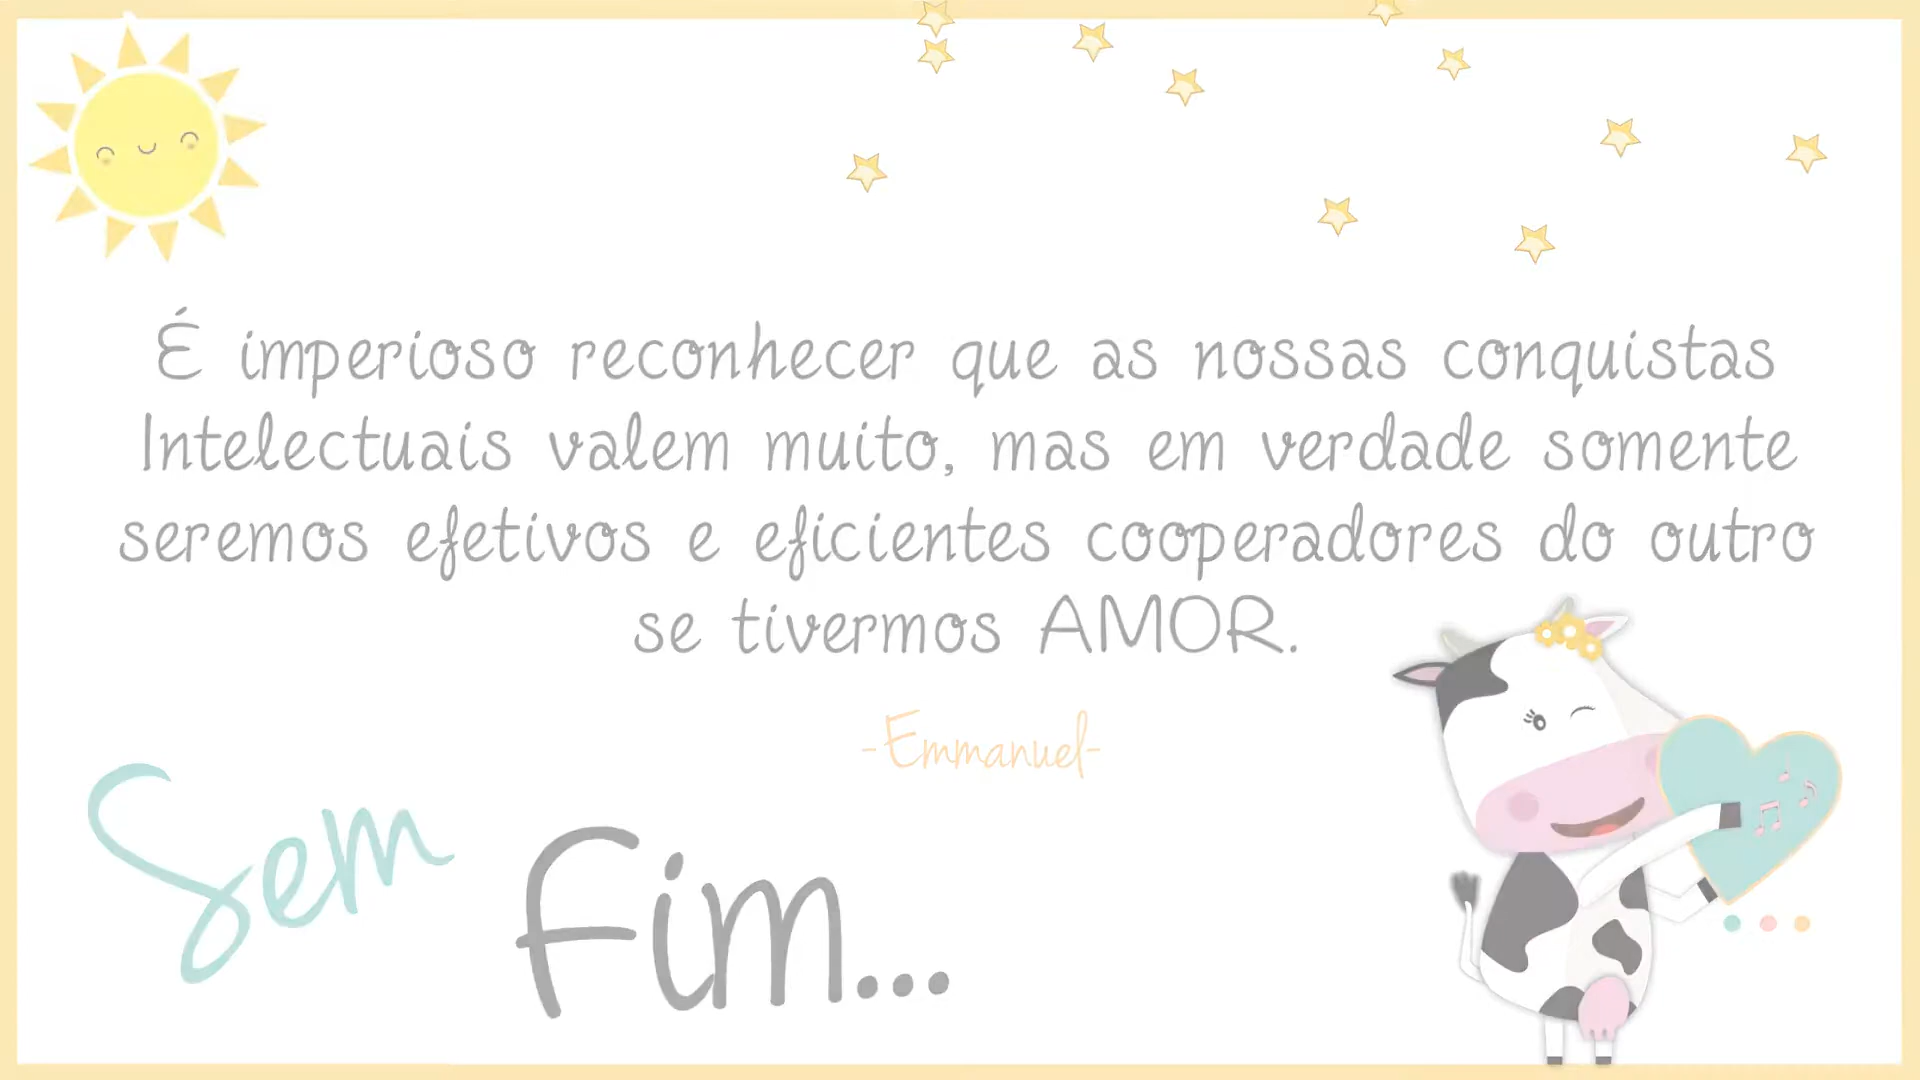 É imperioso reconhecer que as nossas conquistas
Intelectuais valem muito, mas em verdade somente
seremos efetivos e eficientes cooperadores do outro
se tivermos AMOR.
-Emmanuel-
Sem
Fim...